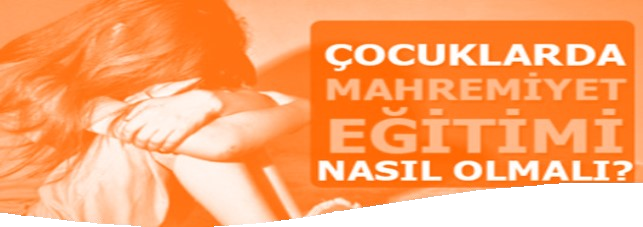 ÇOCUKLARDA
MAHREMİYET
EĞİTİMİ
NASIL OLMALI?